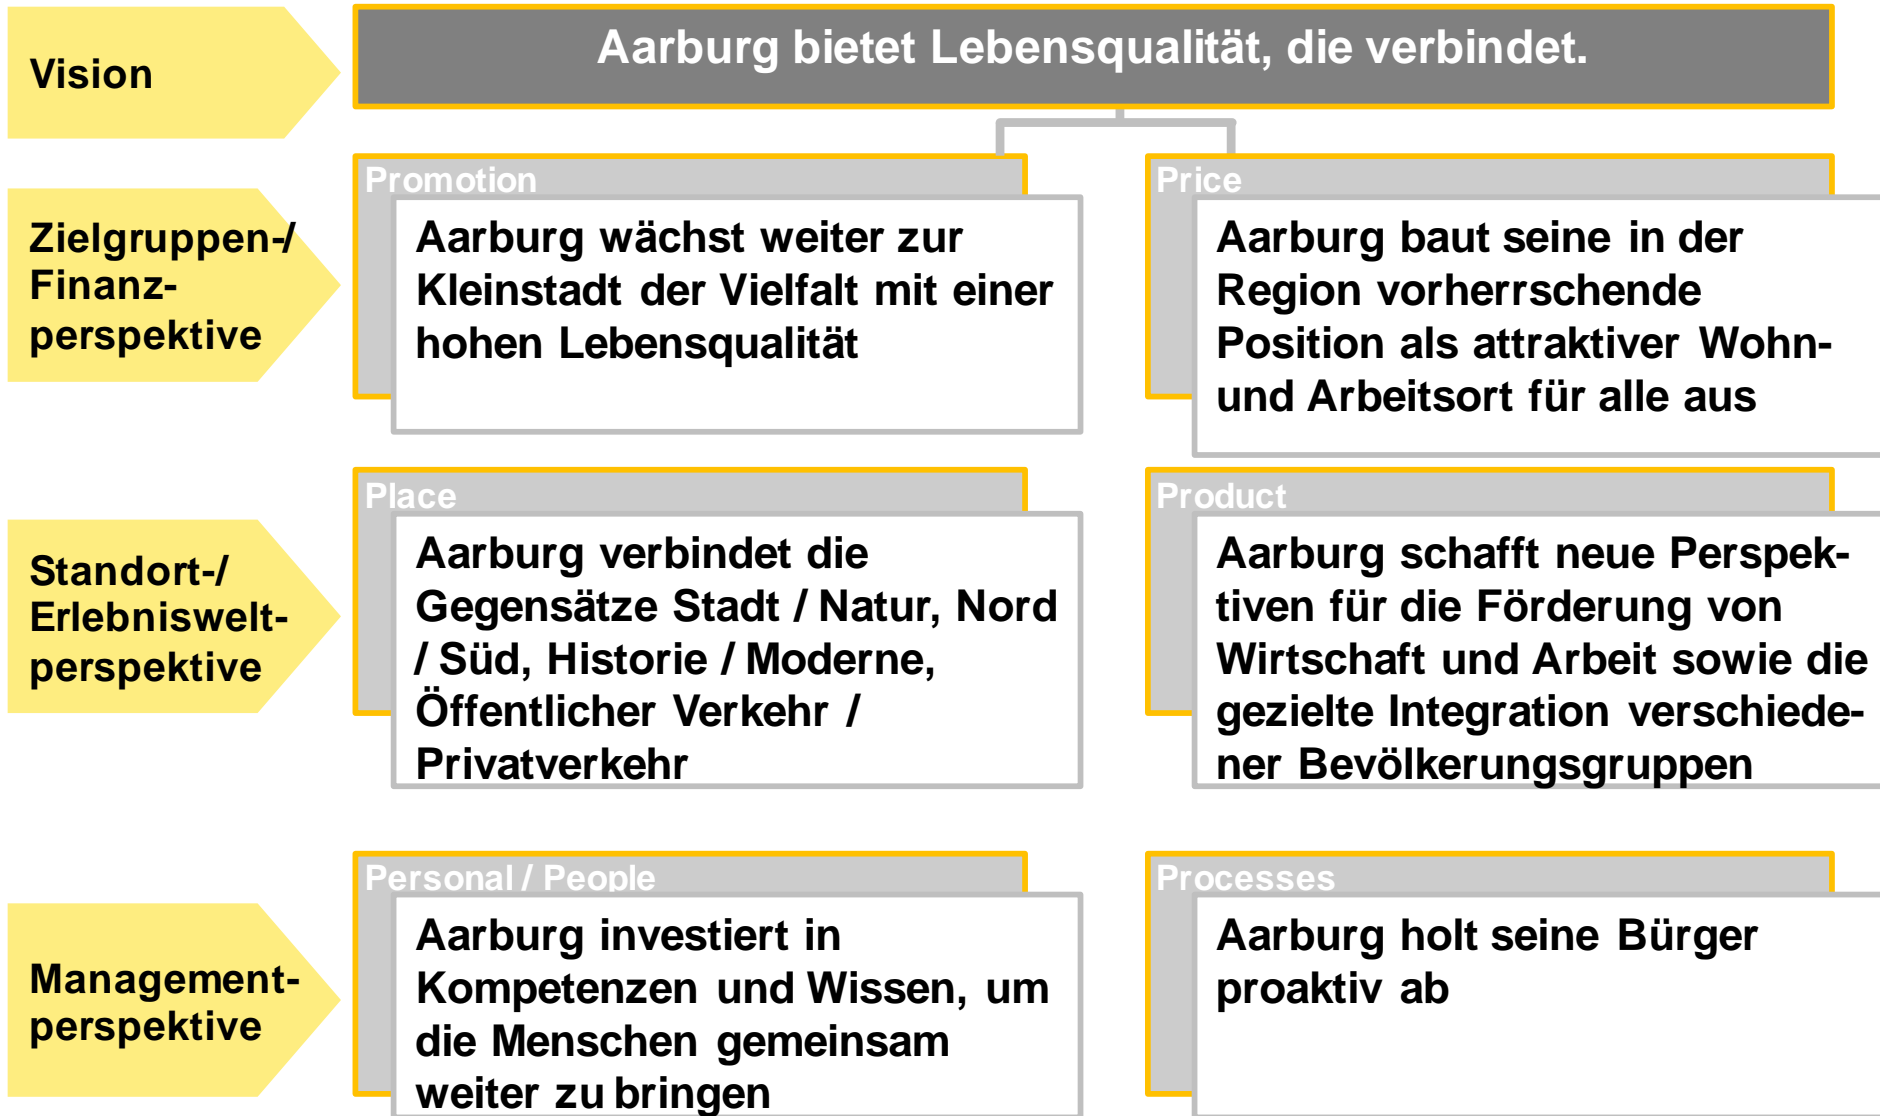 Vision
Aarburg bietet Lebensqualität, die verbindet.
Zielgruppen-/
Finanz-
perspektive
Promotion
Aarburg wächst weiter zur
Kleinstadt der Vielfalt mit einer
hohen Lebensqualität
Price
Aarburg baut seine in der
Region vorherrschende
Position als attraktiver Wohn-
und Arbeitsort für alle aus
Standort-/
Erlebniswelt-
perspektive
Place
Aarburg verbindet die
Gegensätze Stadt / Natur, Nord
/ Süd, Historie / Moderne,
Öffentlicher Verkehr /
Privatverkehr
Product
Aarburg schafft neue Perspek-
tiven für die Förderung von
Wirtschaft und Arbeit sowie die
gezielte Integration verschiede-
ner Bevölkerungsgruppen
Management-
perspektive
Personal / People
Aarburg investiert in
Kompetenzen und Wissen, um
die Menschen gemeinsam
weiter zu bringen
Processes
Aarburg holt seine Bürger
proaktiv ab